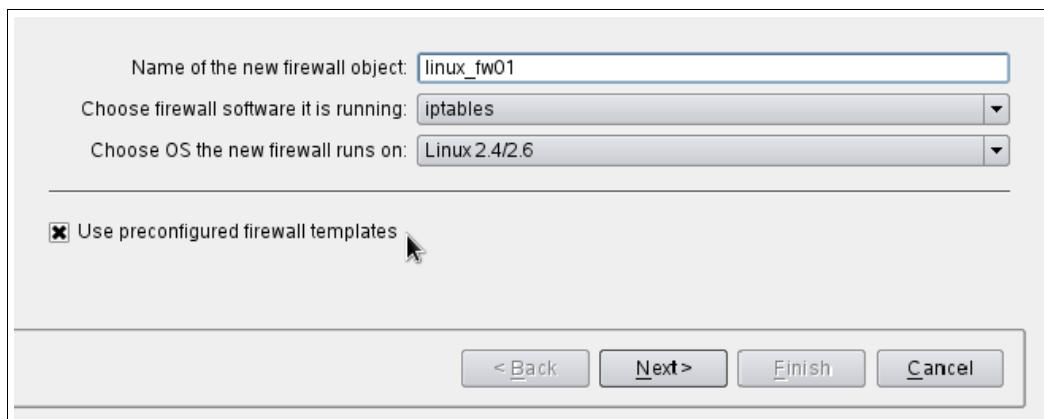 Name of the new firewall object: linux_fw01
Choose firewall software it is running: iptables
Choose OS the new firewall runs on: Linux 2.4/2.6
Use preconfigured firewall templates
< Back Next > Finish Cancel